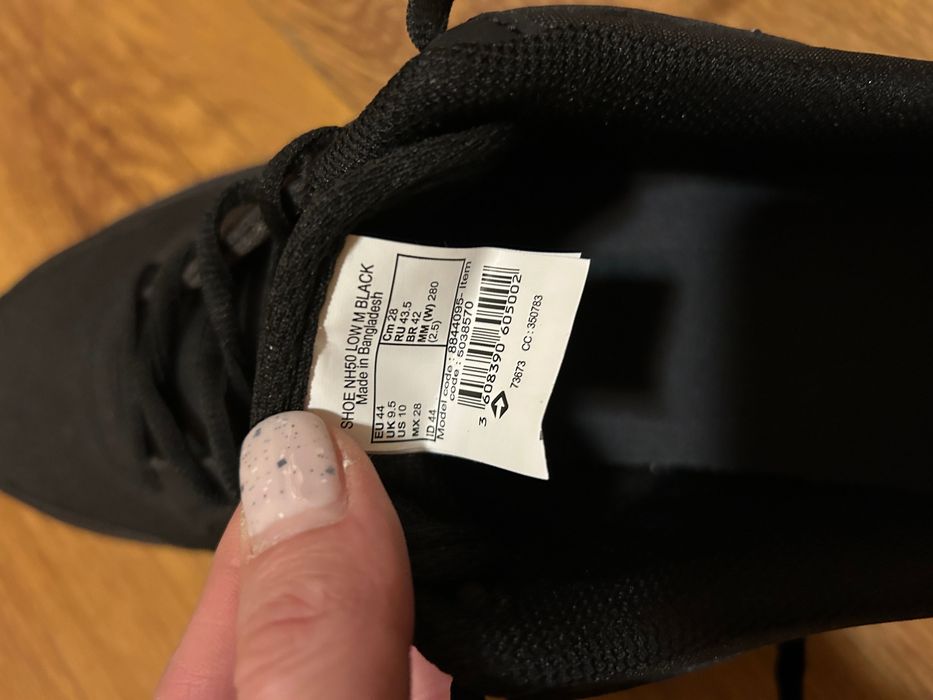 SHOE NH50 LOW M BLACK
Made in Bangladesh
EU 44
UK 9.5
US 10
MX 28
ID 44
Cm 28
RU 43,5
BR 42
MM (W) 280
(2.5)
Model code : 8844095- Item
code : 5038570
3 608390 605002
73673 CC : 350783